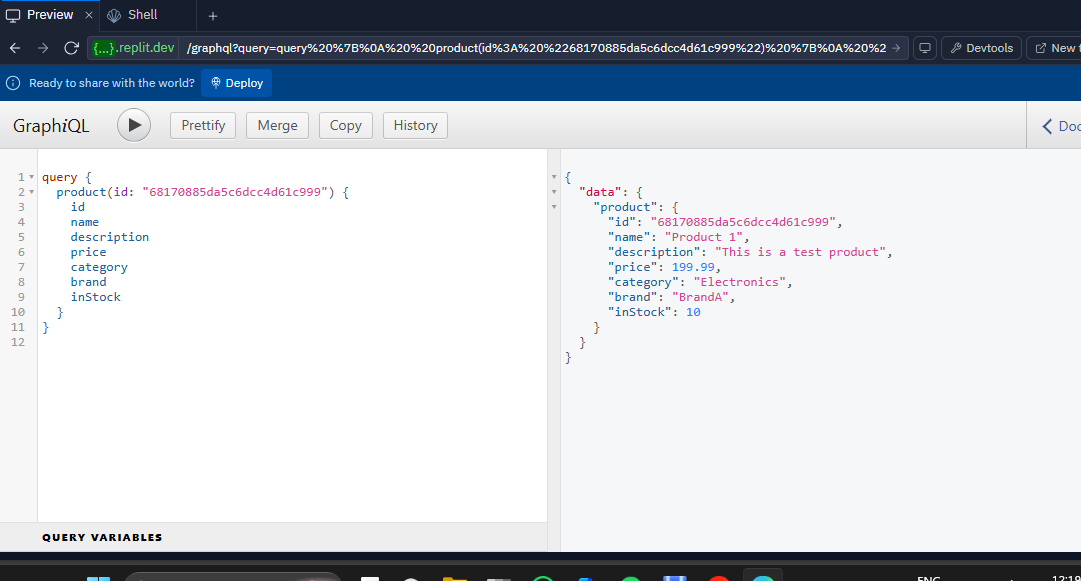 Preview × Shell +
{...}.replit.dev /graphql?query=query%20%7B%0A%20%20product(id%3A%20%2268170885da5c6dcc4d61c999%22)%20%7B%0A%20%20%2 Devtools New
Ready to share with the world? Deploy
GraphiQL Prettify Merge Copy History Doc
1 query {
2 product(id: "68170885da5c6dcc4d61c999") {
3 id
4 name
5 description
6 price
7 category
8 brand
9 inStock
10 }
11 }
12
{
"data": {
"product": {
"id": "68170885da5c6dcc4d61c999",
"name": "Product 1",
"description": "This is a test product",
"price": 199.99,
"category": "Electronics",
"brand": "BrandA",
"inStock": 10
}
}
}
QUERY VARIABLES
ENG 12:19